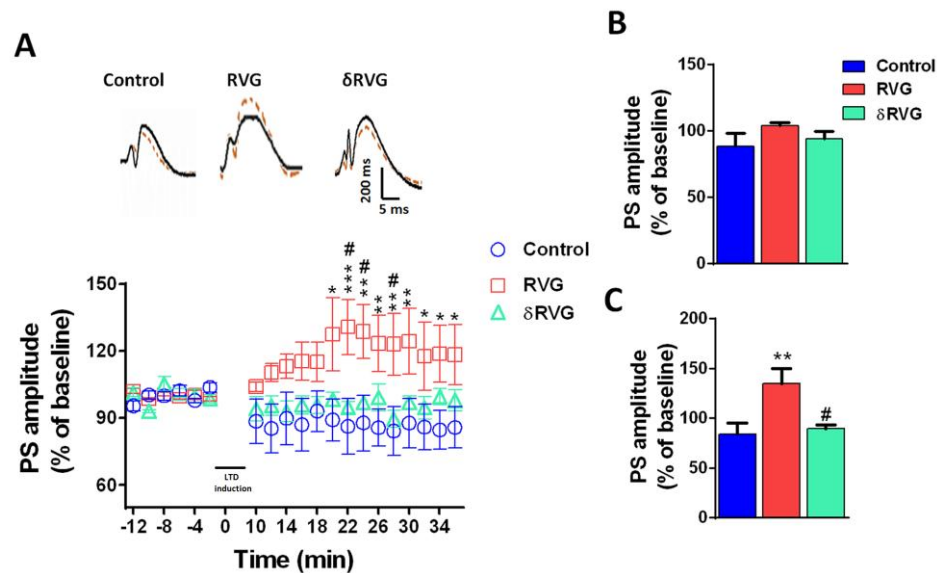 A
Control
RVG
δRVG
200 ms
5 ms
Control
RVG
δRVG
PS amplitude
(% of baseline)
150
120
90
60
*
***
#
**
#
**
**
#
**
*
*
*
LTD
induction
-12
-8
-4
0
10
14
18
22
26
30
34
Time (min)
B
Control
RVG
δRVG
PS amplitude
(% of baseline)
150
100
50
0
C
PS amplitude
(% of baseline)
200
150
100
50
0
**
#